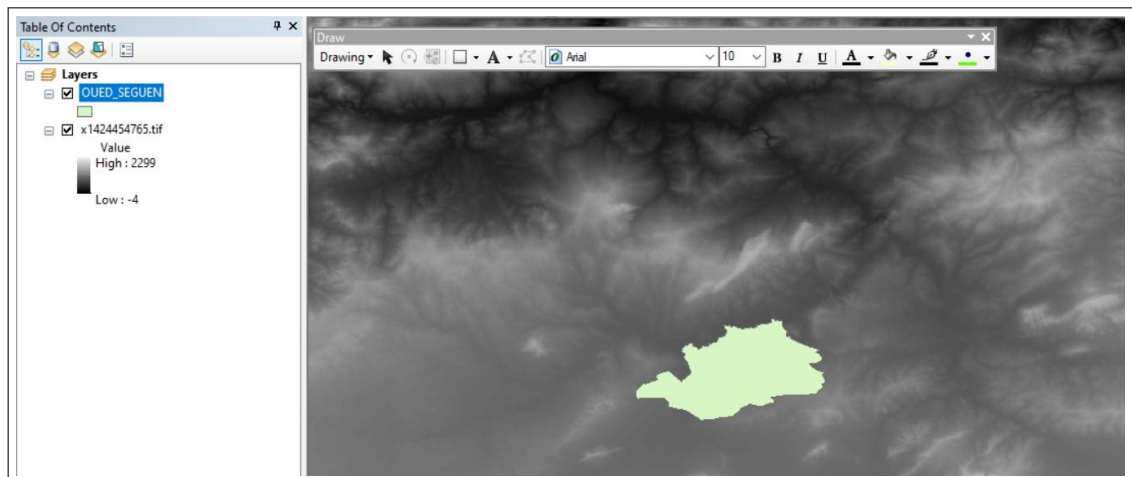 Table Of Contents
Layers
OUED_SEGUEN
x1424454765.tif
Value
High : 2299
Low : -4
Draw
Drawing A Arial 10 B I U A